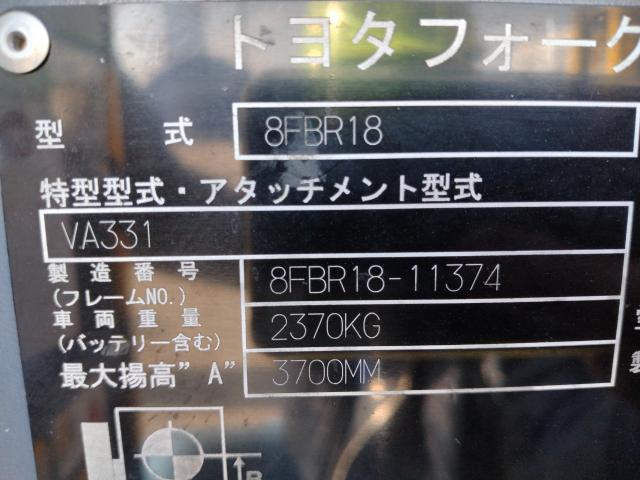 トヨタフォーク
型 式 8FBR18
特型型式・アタッチメント型式
VA331
製造番号 8FBR18-11374
(フレームNO.)
車両重量 2370KG
(バッテリー含む)
最大揚高"A" 3700MM
B